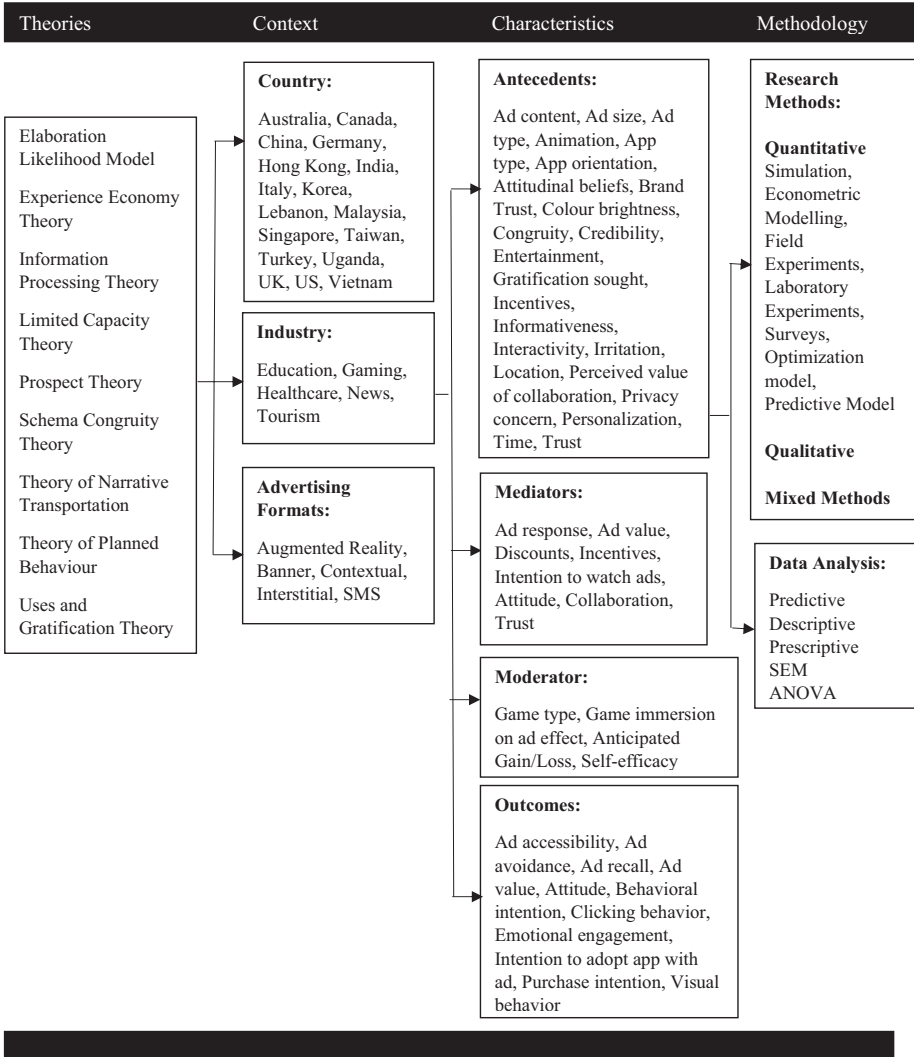 Theories
Context
Characteristics
Methodology
Elaboration
Likelihood Model
Experience Economy
Theory
Information
Processing Theory
Limited Capacity
Theory
Prospect Theory
Schema Congruity
Theory
Theory of Narrative
Transportation
Theory of Planned
Behaviour
Uses and
Gratification Theory
Country:
Australia, Canada,
China, Germany,
Hong Kong, India,
Italy, Korea,
Lebanon, Malaysia,
Singapore, Taiwan,
Turkey, Uganda,
UK, US, Vietnam
Industry:
Education, Gaming,
Healthcare, News,
Tourism
Advertising
Formats:
Augmented Reality,
Banner, Contextual,
Interstitial, SMS
Antecedents:
Ad content, Ad size, Ad
type, Animation, App
type, App orientation,
Attitudinal beliefs, Brand
Trust, Colour brightness,
Congruity, Credibility,
Entertainment,
Gratification sought,
Incentives,
Informativeness,
Interactivity, Irritation,
Location, Perceived value
of collaboration, Privacy
concern, Personalization,
Time, Trust
Mediators:
Ad response, Ad value,
Discounts, Incentives,
Intention to watch ads,
Attitude, Collaboration,
Trust
Moderator:
Game type, Game immersion
on ad effect, Anticipated
Gain/Loss, Self-efficacy
Outcomes:
Ad accessibility, Ad
avoidance, Ad recall, Ad
value, Attitude, Behavioral
intention, Clicking behavior,
Emotional engagement,
Intention to adopt app with
ad, Purchase intention, Visual
behavior
Research
Methods:
Quantitative
Simulation,
Econometric
Modelling,
Field
Experiments,
Laboratory
Experiments,
Surveys,
Optimization
model,
Predictive Model
Qualitative
Mixed Methods
Data Analysis:
Predictive
Descriptive
Prescriptive
SEM
ANOVA